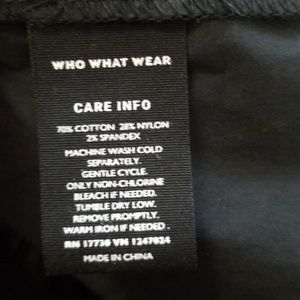 WHO WHAT WEAR
CARE INFO
70% COTTON 28% NYLON
2% SPANDEX
MACHINE WASH COLD
SEPARATELY.
GENTLE CYCLE.
ONLY NON-CHLORINE
BLEACH IF NEEDED.
TUMBLE DRY LOW.
REMOVE PROMPTLY.
WARM IRON IF NEEDED.
RN 17730 VN 1247024
MADE IN CHINA